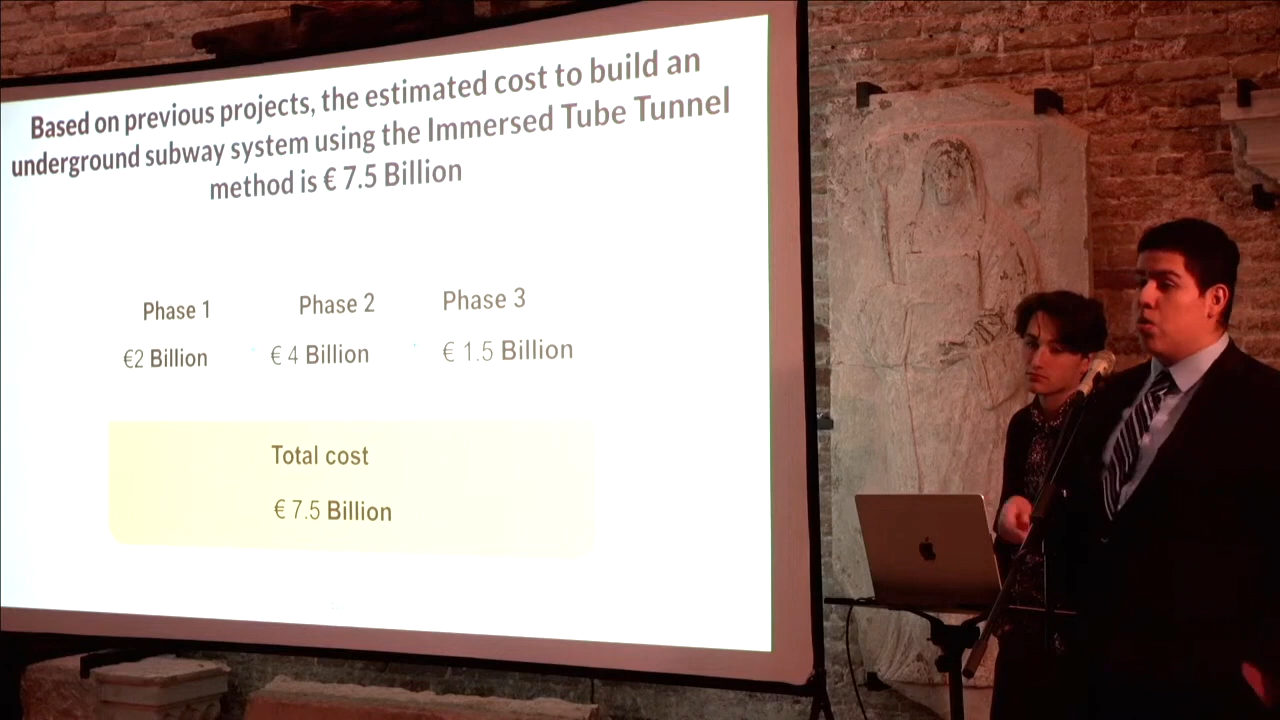 Based on previous projects, the estimated cost to build an
underground subway system using the Immersed Tube Tunnel
method is € 7.5 Billion
Phase 1 Phase 2 Phase 3
€2 Billion € 4 Billion € 1.5 Billion
Total cost
€ 7.5 Billion